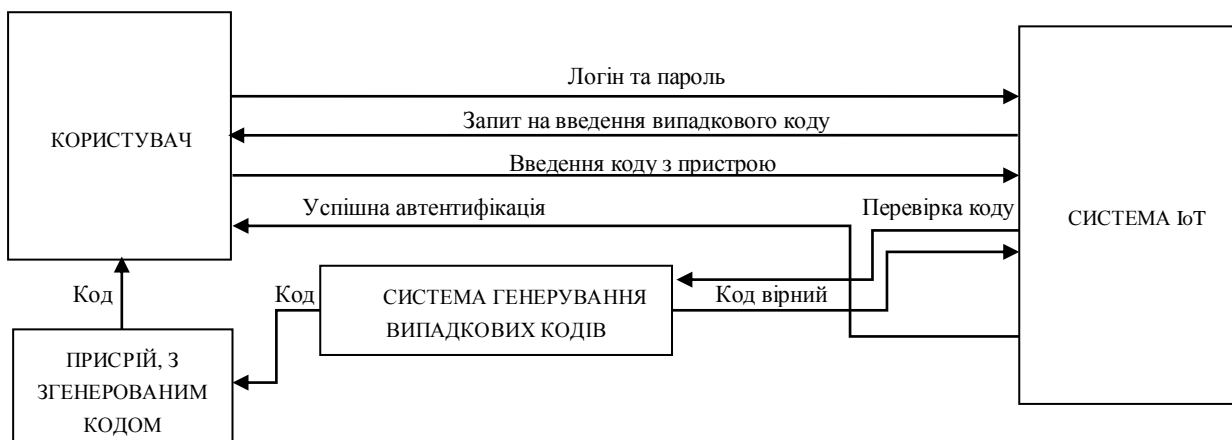 Логін та пароль
КОРИСТУВАЧ
Запит на введення випадкового коду
Введення коду з пристрою
Успішна автентифікація
Перевірка коду
СИСТЕМА ІоТ
Код
Код
СИСТЕМА ГЕНЕРУВАННЯ
ВИПАДКОВИХ КОДІВ
Код вірний
ПРИСРІЙ, З
ЗГЕНЕРОВАНИМ
КОДОМ